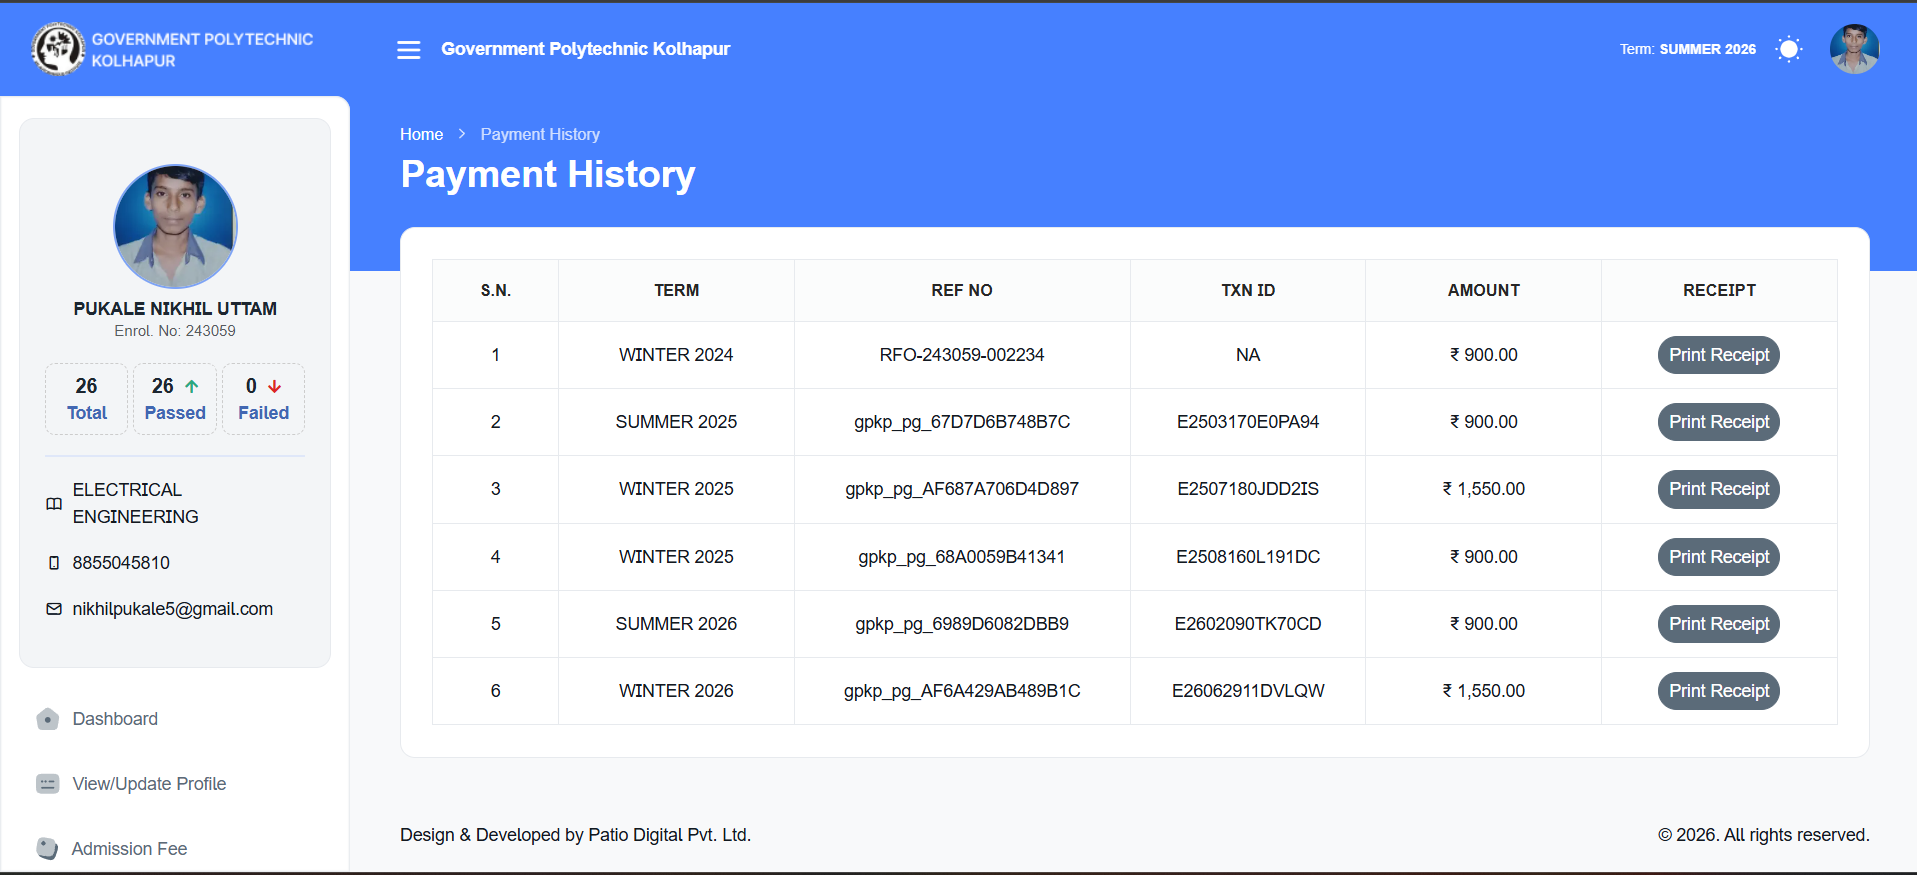 GOVERNMENT POLYTECHNIC
KOLHAPUR
Government Polytechnic Kolhapur
Term: SUMMER 2026
PUKALE NIKHIL UTTAM
Enrol. No: 243059
26 26 0
Total Passed Failed
ELECTRICAL
ENGINEERING
8855045810
nikhilpukale5@gmail.com
Dashboard
View/Update Profile
Admission Fee
Home Payment History
Payment History
S.N. TERM REF NO TXN ID AMOUNT RECEIPT
1 WINTER 2024 RFO-243059-002234 NA ₹ 900.00 Print Receipt
2 SUMMER 2025 gpkp_pg_67D7D6B748B7C E2503170E0PA94 ₹ 900.00 Print Receipt
3 WINTER 2025 gpkp_pg_AF687A706D4D897 E2507180JDD2IS ₹ 1,550.00 Print Receipt
4 WINTER 2025 gpkp_pg_68A0059B41341 E2508160L191DC ₹ 900.00 Print Receipt
5 SUMMER 2026 gpkp_pg_6989D6082DBB9 E2602090TK70CD ₹ 900.00 Print Receipt
6 WINTER 2026 gpkp_pg_AF6A429AB489B1C E26062911DVLQW ₹ 1,550.00 Print Receipt
Design & Developed by Patio Digital Pvt. Ltd.
© 2026. All rights reserved.